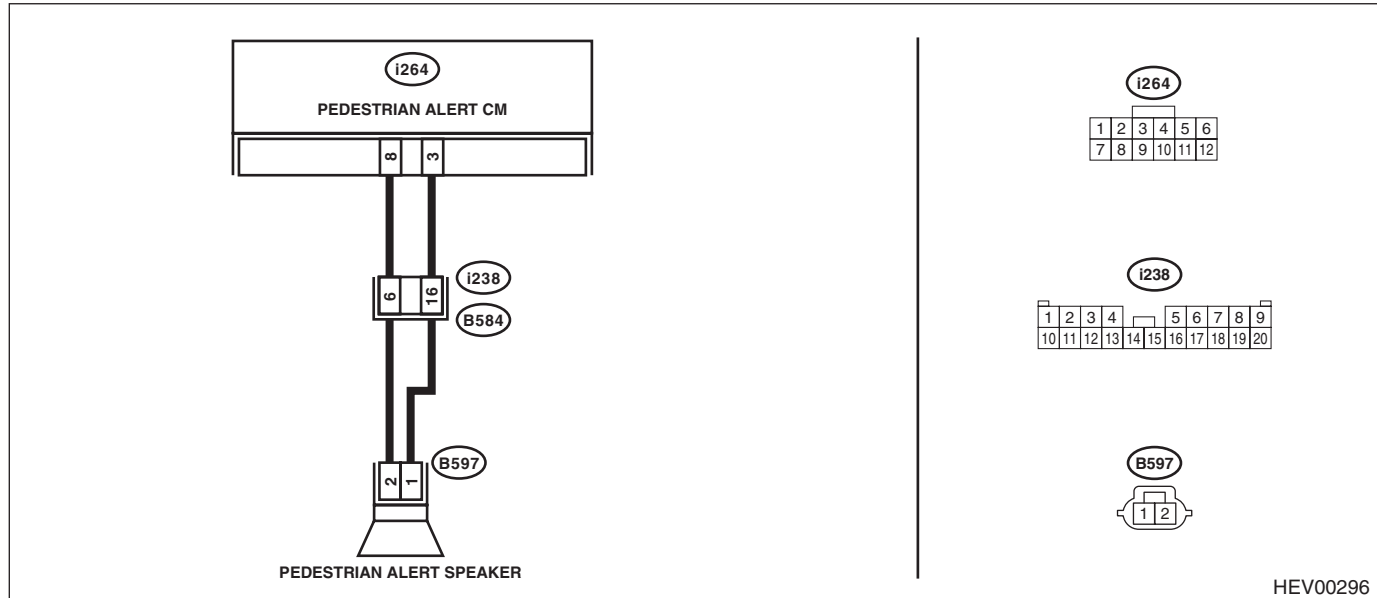 i264
PEDESTRIAN ALERT CM
8 3
6 16
i238
B584
B597
2 1
PEDESTRIAN ALERT SPEAKER
i264
1 2 3 4 5 6
7 8 9 10 11 12
i238
1 2 3 4 5 6 7 8 9
10 11 12 13 14 15 16 17 18 19 20
B597
1 2
HEV00296